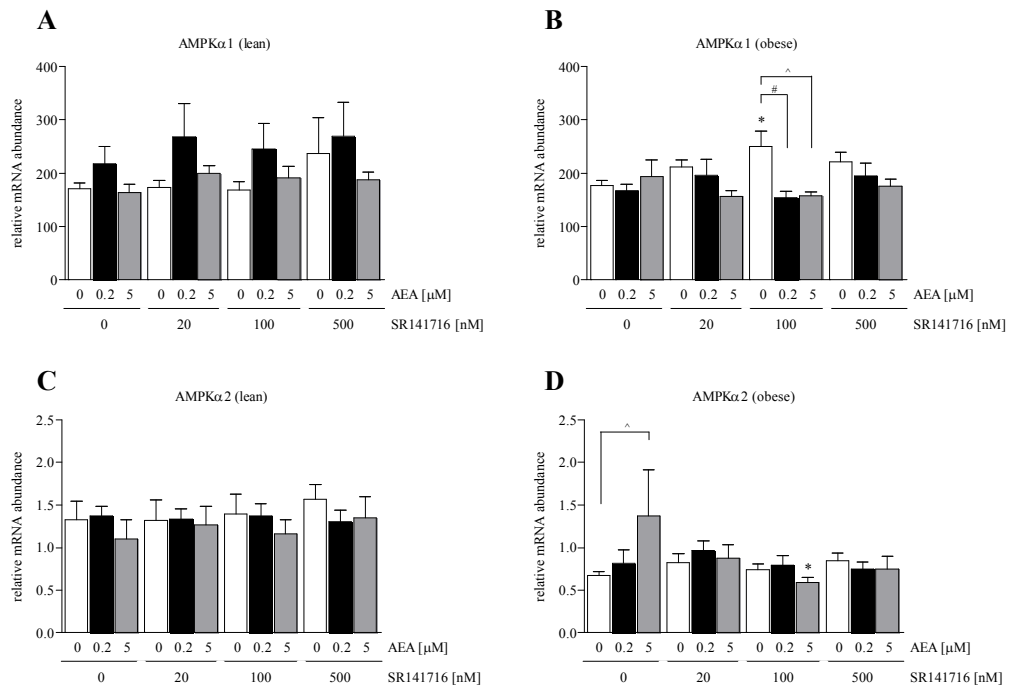 A
AMPKα1 (lean)
relative mRNA abundance
400
300
200
100
0
0 0.2 5 0 0.2 5 0 0.2 5 0 0.2 5 AEA [μM]
0 20 100 500 SR141716 [nM]
B
AMPKα1 (obese)
relative mRNA abundance
400
300
200
100
0
^
#
*
0 0.2 5 0 0.2 5 0 0.2 5 0 0.2 5 AEA [μM]
0 20 100 500 SR141716 [nM]
C
AMPKα2 (lean)
relative mRNA abundance
2.5
2.0
1.5
1.0
0.5
0.0
0 0.2 5 0 0.2 5 0 0.2 5 0 0.2 5 AEA [μM]
0 20 100 500 SR141716 [nM]
D
AMPKα2 (obese)
relative mRNA abundance
2.5
2.0
1.5
1.0
0.5
0.0
^
*
0 0.2 5 0 0.2 5 0 0.2 5 0 0.2 5 AEA [μM]
0 20 100 500 SR141716 [nM]